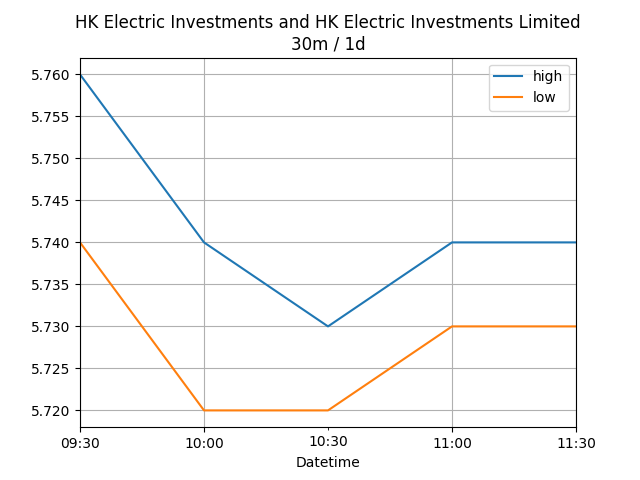 HK Electric Investments and HK Electric Investments Limited
30m / 1d
high
low
5.760
5.755
5.750
5.745
5.740
5.735
5.730
5.725
5.720
09:30
10:00
10:30
11:00
11:30
Datetime